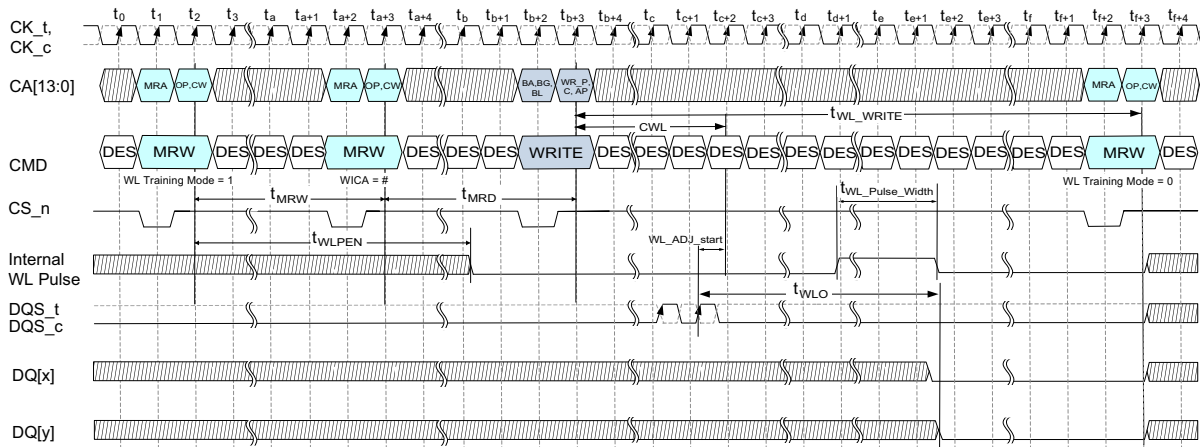 t0 t1 t2 t3 ta ta+1 ta+2 ta+3 ta+4 tb tb+1 tb+2 tb+3 tb+4 tc tc+1 tc+2 tc+3 td td+1 te te+1 te+2 te+3 tf tf+1 tf+2 tf+3 tf+4
CK_t,
CK_c
CA[13:0] MRA OP,CW MRA OP,CW BA,BG, BL WR_P C, AP MRA OP,CW
tWL_WRITE
CWL
CMD DES MRW DES DES DES MRW DES DES DES WRITE DES DES DES DES DES DES DES DES DES DES DES DES DES MRW DES
WL Training Mode = 1 WICA = # WL Training Mode = 0
tMRW tMRD tWL_Pulse_Width
CS_n
tWLPEN WL_ADJ_start
Internal
WL Pulse
tWLO
DQS_t
DQS_c
DQ[x]
DQ[y]